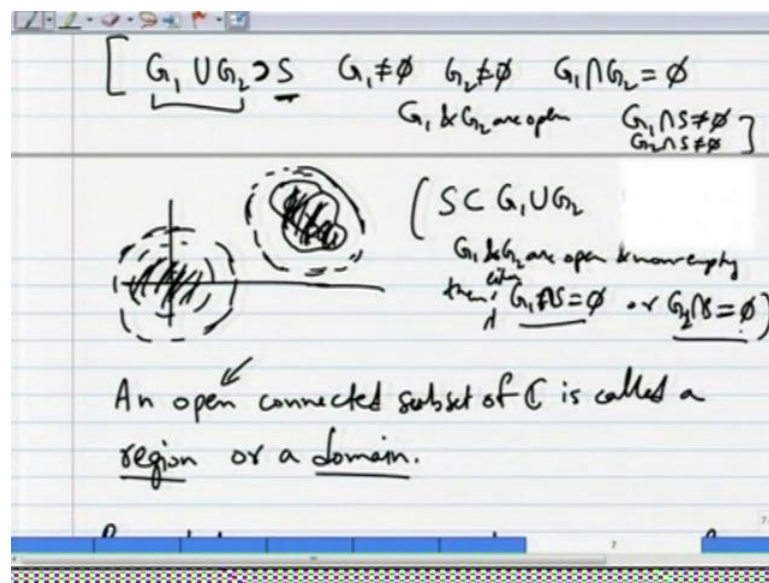 [ G₁ ∪ G₂ ⊃ S G₁ ≠ ϕ G₂ ≠ ϕ G₁ ∩ G₂ = ϕ
G₁ & G₂ are open G₁ ∩ S ≠ ϕ
G₂ ∩ S ≠ ϕ ]
( S ⊂ G₁ ∪ G₂
G₁ & G₂ are open & nonempty
then either G₁ ∩ S = ϕ or G₂ ∩ S = ϕ )
An open connected subset of ℂ is called a
region or a domain.
7